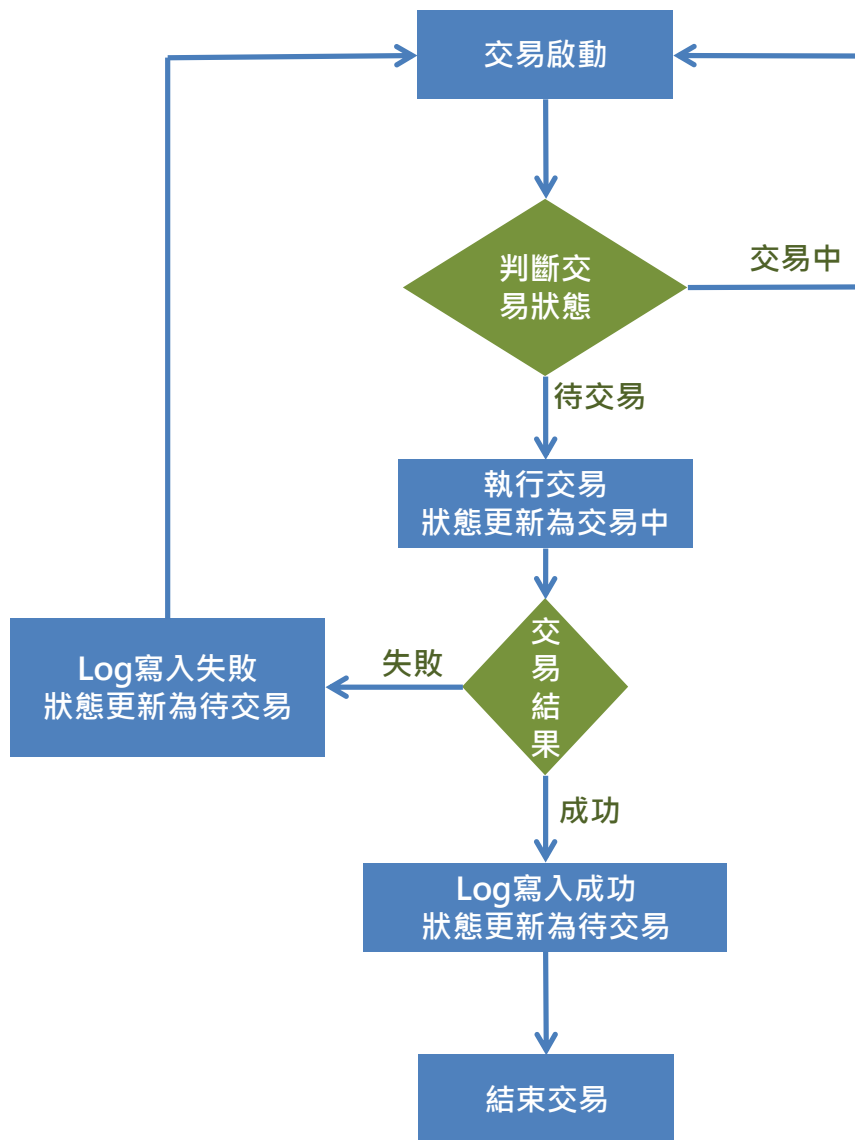 交易啟動
判斷交
易狀態
交易中
待交易
執行交易
狀態更新為交易中
交
易
結
果
失敗
Log寫入失敗
狀態更新為待交易
成功
Log寫入成功
狀態更新為待交易
結束交易